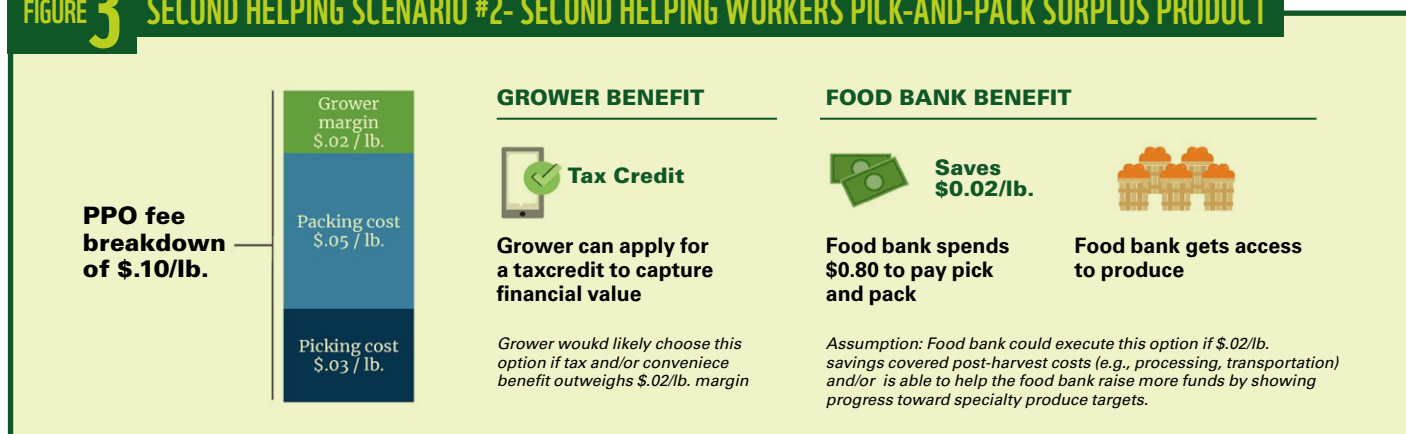 FIGURE 3 SECOND HELPING SCENARIO #2- SECOND HELPING WORKERS PICK-AND-PACK SURPLUS PRODUCT
PPO fee
breakdown
of $.10/lb.
Grower
margin
$.02 / lb.
Packing cost
$.05 / lb.
Picking cost
$.03 / lb.
GROWER BENEFIT
Tax Credit
Grower can apply for
a taxcredit to capture
financial value
Grower woukd likely choose this
option if tax and/or conveniece
benefit outweighs $.02/lb. margin
FOOD BANK BENEFIT
Saves
$0.02/lb.
Food bank spends
$0.80 to pay pick
and pack
Food bank gets access
to produce
Assumption: Food bank could execute this option if $.02/lb.
savings covered post-harvest costs (e.g., processing, transportation)
and/or is able to help the food bank raise more funds by showing
progress toward specialty produce targets.